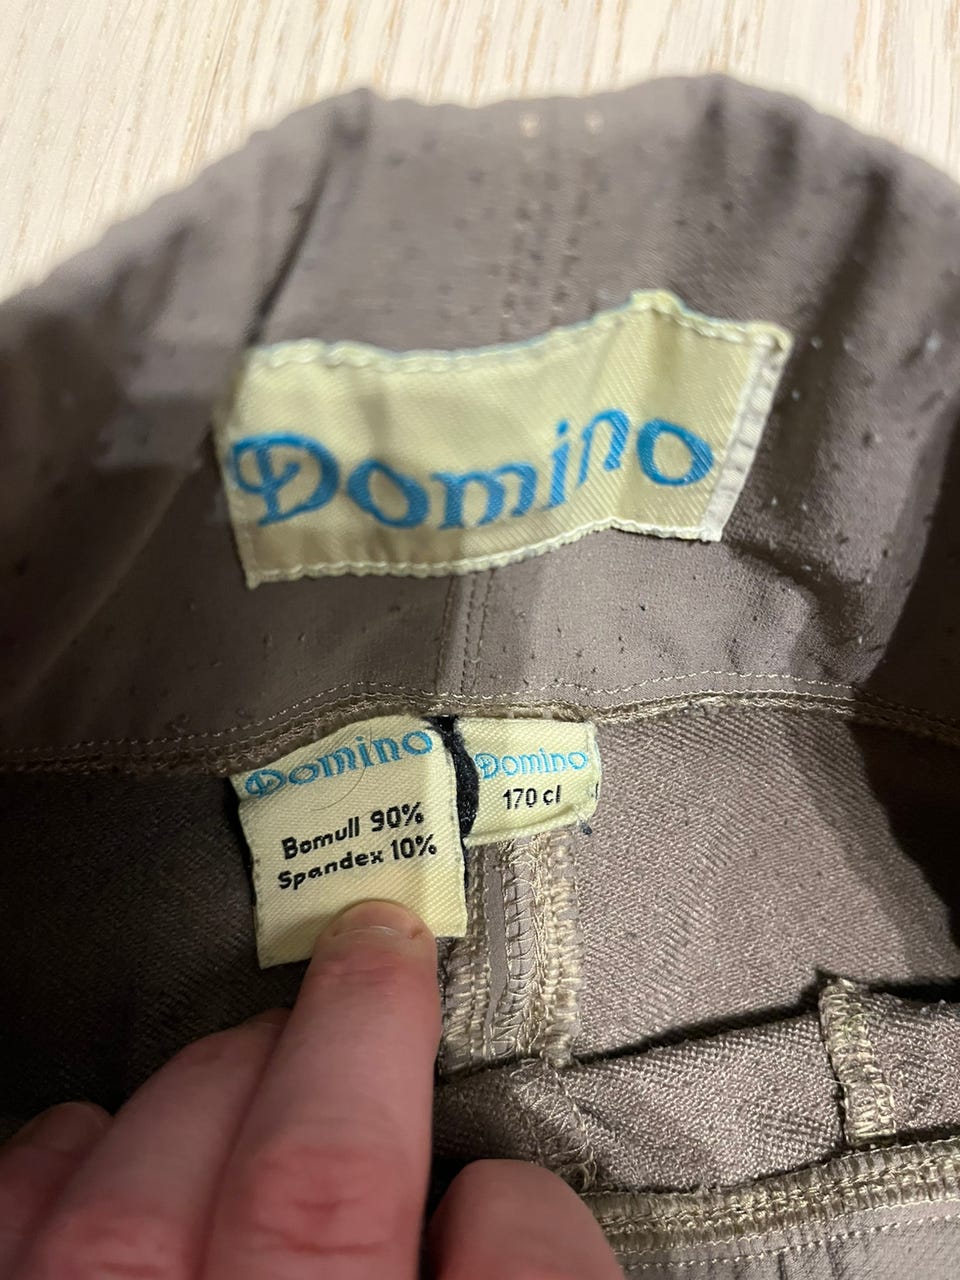 Domino
Domino
Bomull 90%
Spandex 10%
Domino
170 cl